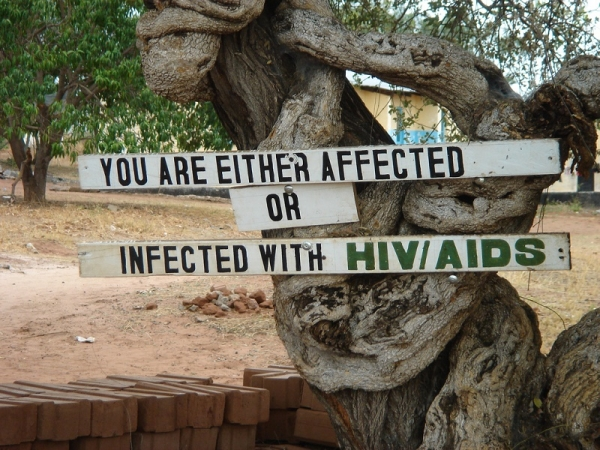 YOU ARE EITHER AFFECTED
OR
INFECTED WITH HIV/AIDS